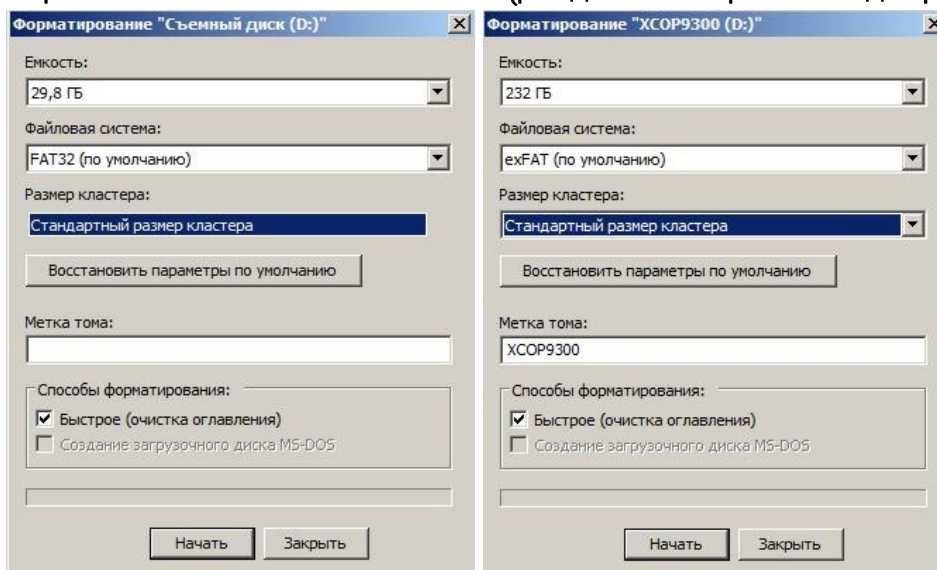 Форматирование "Съемный диск (D:)"
Емкость:
29,8 ГБ
Файловая система:
FAT32 (по умолчанию)
Размер кластера:
Стандартный размер кластера
Восстановить параметры по умолчанию
Метка тома:
Способы форматирования:
Быстрое (очистка оглавления)
Создание загрузочного диска MS-DOS
Начать
Закрыть
Форматирование "XCOP9300 (D:)"
Емкость:
232 ГБ
Файловая система:
exFAT (по умолчанию)
Размер кластера:
Стандартный размер кластера
Восстановить параметры по умолчанию
Метка тома:
XCOP9300
Способы форматирования:
Быстрое (очистка оглавления)
Создание загрузочного диска MS-DOS
Начать
Закрыть